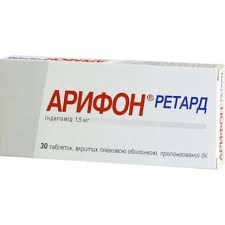 АРИФОН® РЕТАРД
індапамід 1,5 мг
30 таблеток, вкритих плівковою оболонкою, пролонгованої дії